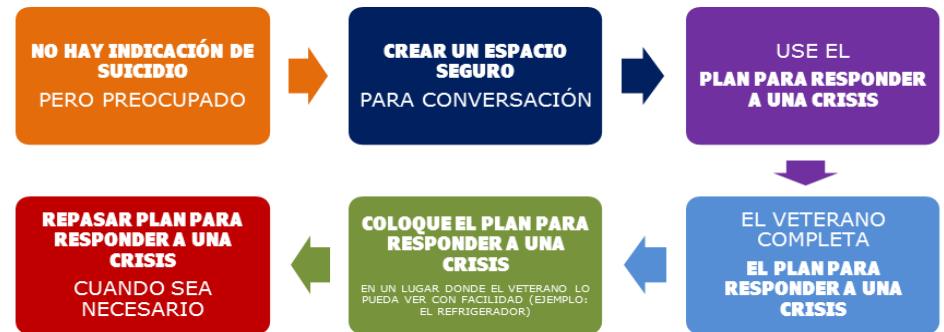 NO HAY INDICACIÓN DE
SUICIDIO
PERO PREOCUPADO
CREAR UN ESPACIO
SEGURO
PARA CONVERSACIÓN
USE EL
PLAN PARA RESPONDER
A UNA CRISIS
EL VETERANO
COMPLETA
EL PLAN PARA
RESPONDER A UNA
CRISIS
COLOQUE EL PLAN PARA
RESPONDER A UNA
CRISIS
EN UN LUGAR DONDE EL VETERANO LO
PUEDA VER CON FACILIDAD (EJEMPLO:
EL REFRIGERADOR)
REPASAR PLAN PARA
RESPONDER A UNA
CRISIS
CUANDO SEA
NECESARIO